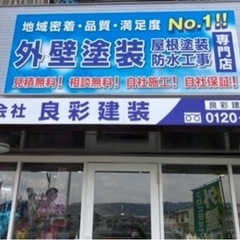 地域密着・品質・満足度 No.1!!
外壁塗装 屋根塗装 防水工事 専門店
見積無料! 相談無料! 自社施工! 自社保証!
会社 良彩建装 良彩建装
0120